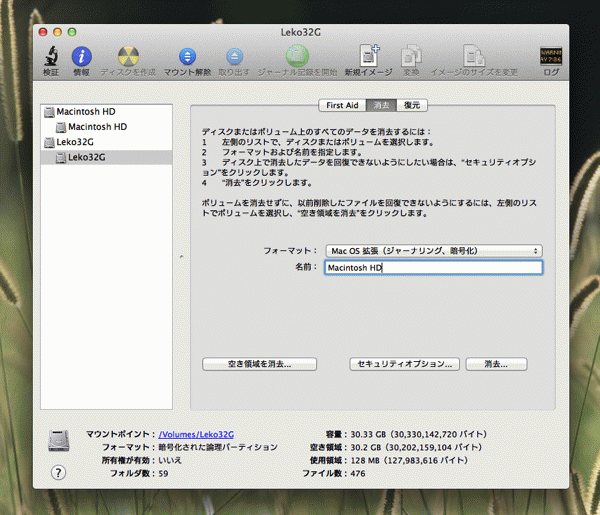 Leko32G
検証
情報
ディスクを作成
マウント解除
取り出す
ジャーナル記録を開始
新規イメージ
変換
イメージのサイズを変更
ログ
Macintosh HD
Macintosh HD
Leko32G
Leko32G
First Aid
消去
復元
ディスクまたはボリューム上のすべてのデータを消去するには：
1 左側のリストで、ディスクまたはボリュームを選択します。
2 フォーマットおよび名前を指定します。
3 ディスク上で消去したデータを回復できないようにしたい場合は、“セキュリティオプシ
ョン”をクリックします。
4 “消去”をクリックします。
ボリュームを消去せずに、以前削除したファイルを回復できないようにするには、左側のリス
トでボリュームを選択し、“空き領域を消去”をクリックします。
フォーマット： Mac OS 拡張（ジャーナリング、暗号化）
名前： Macintosh HD
空き領域を消去...
セキュリティオプション...
消去...
マウントポイント： /Volumes/Leko32G
フォーマット： 暗号化された論理パーティション
所有権が有効： いいえ
フォルダ数： 59
容量： 30.33 GB（30,330,142,720 バイト）
空き領域： 30.2 GB（30,202,159,104 バイト）
使用領域： 128 MB（127,983,616 バイト）
ファイル数： 476
?